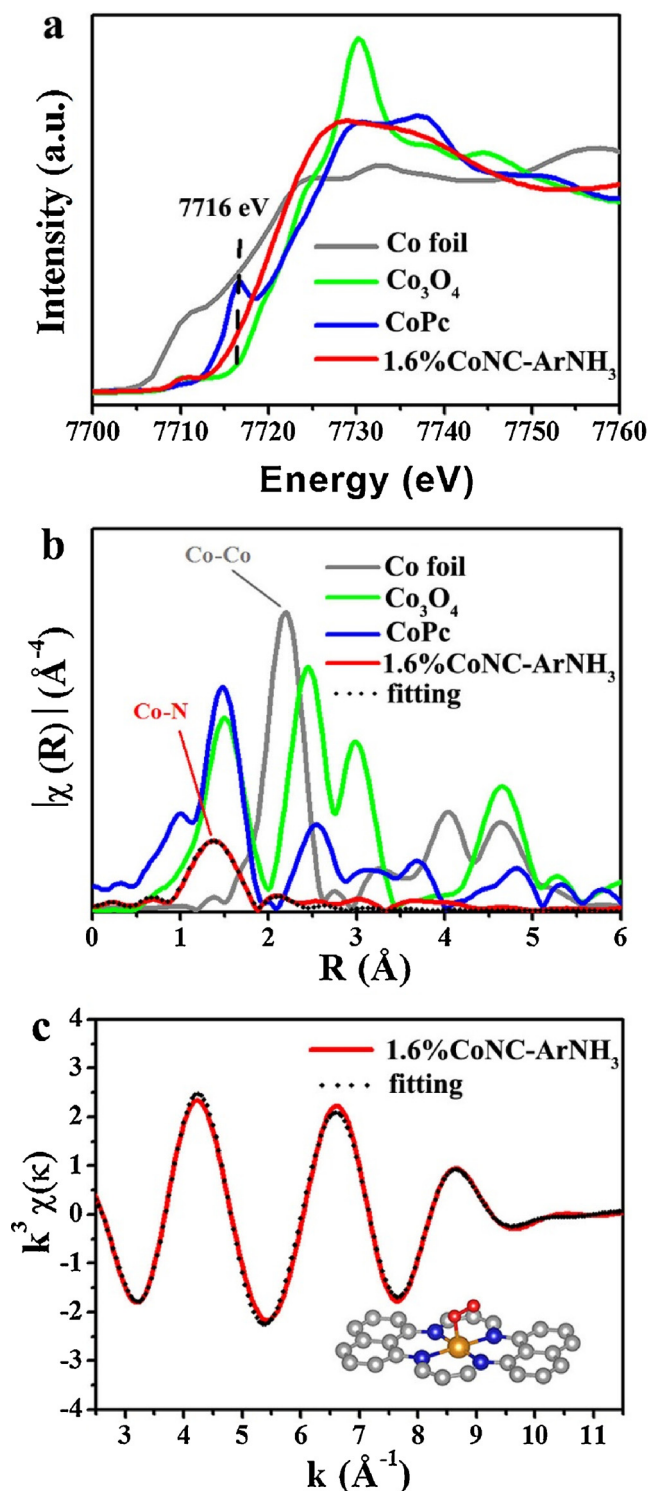 a
Intensity (a.u.)
7716 eV
Co foil
Co₃O₄
CoPc
1.6%CoNC-ArNH₃
7700 7710 7720 7730 7740 7750 7760
Energy (eV)
b
|χ (R)| (Å⁻⁴)
Co-Co
Co-N
Co foil
Co₃O₄
CoPc
1.6%CoNC-ArNH₃
fitting
0 1 2 3 4 5 6
R (Å)
c
k³ χ(κ)
4
3
2
1
0
-1
-2
-3
-4
1.6%CoNC-ArNH₃
fitting
3 4 5 6 7 8 9 10 11
k (Å⁻¹)